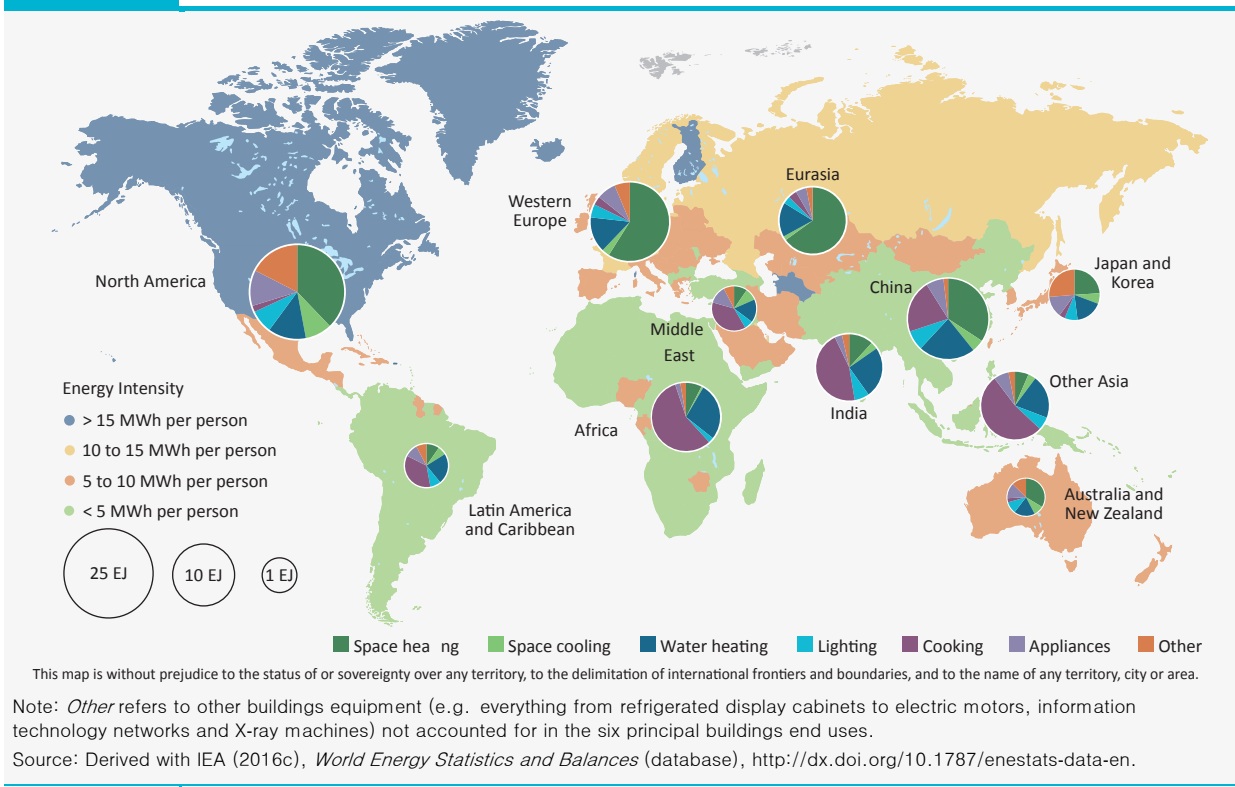 Eurasia
Western
Europe
North America
Japan and
Korea
China
Middle
East
Energy Intensity
> 15 MWh per person
10 to 15 MWh per person
5 to 10 MWh per person
< 5 MWh per person
India
Other Asia
Africa
Latin America
and Caribbean
Australia and
New Zealand
25 EJ
10 EJ
1 EJ
Space hea ng
Space cooling
Water heating
Lighting
Cooking
Appliances
Other
This map is without prejudice to the status of or sovereignty over any territory, to the delimitation of international frontiers and boundaries, and to the name of any territory, city or area.
Note: Other refers to other buildings equipment (e.g. everything from refrigerated display cabinets to electric motors, information
technology networks and X-ray machines) not accounted for in the six principal buildings end uses.
Source: Derived with IEA (2016c), World Energy Statistics and Balances (database), http://dx.doi.org/10.1787/enestats-data-en.